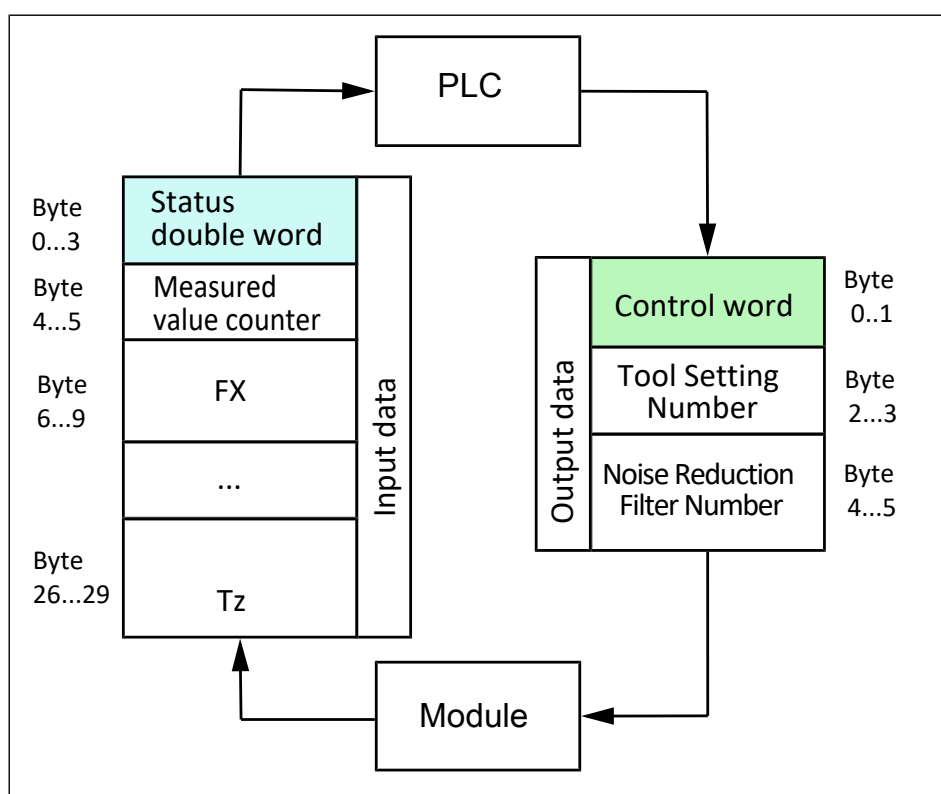 PLC
Byte
0...3
Status
double word
Byte
4...5
Measured
value counter
Byte
6...9
FX
...
Byte
26...29
Tz
Input data
Output data
Control word
Byte
0..1
Tool Setting
Number
Byte
2...3
Noise Reduction
Filter Number
Byte
4...5
Module